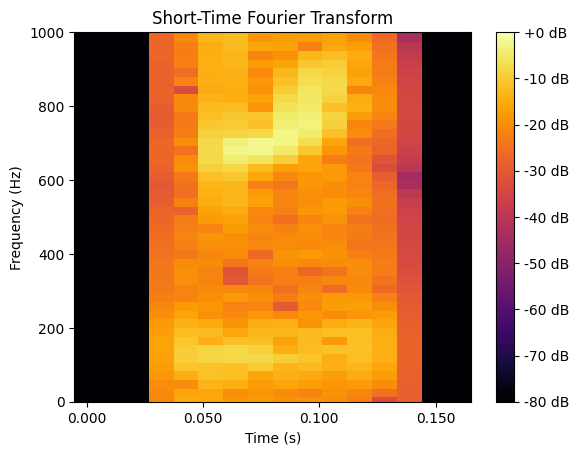 Short-Time Fourier Transform
Frequency (Hz)
1000
800
600
400
200
0
0.000
0.050
0.100
0.150
Time (s)
+0 dB
-10 dB
-20 dB
-30 dB
-40 dB
-50 dB
-60 dB
-70 dB
-80 dB